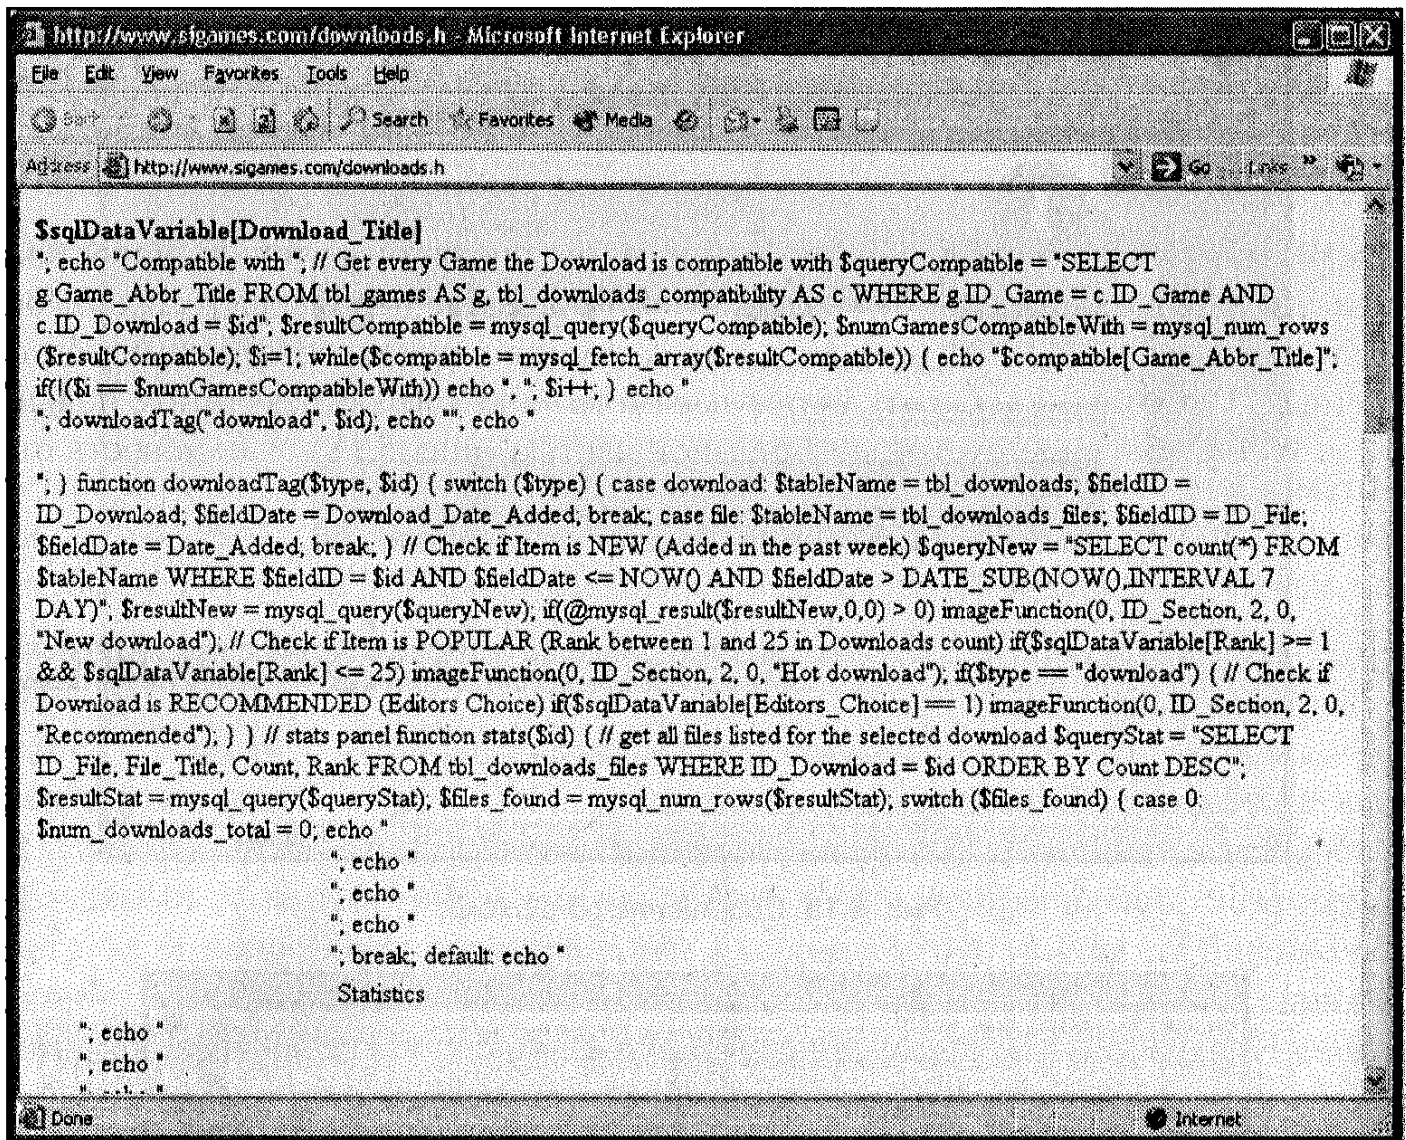 http://www.sigames.com/downloads.h - Microsoft Internet Explorer
File Edit View Favorites Tools Help
Back Search Favorites Media
Address http://www.sigames.com/downloads.h Go Links »
$sqlDataVariable[Download_Title]
"; echo "Compatible with "; // Get every Game the Download is compatible with $queryCompatible = "SELECT
g.Game_Abbr_Title FROM tbl_games AS g, tbl_downloads_compatibility AS c WHERE g.ID_Game = c.ID_Game AND
c.ID_Download = $id"; $resultCompatible = mysql_query($queryCompatible); $numGamesCompatibleWith = mysql_num_rows
($resultCompatible); $i=1; while($compatible = mysql_fetch_array($resultCompatible)) { echo "$compatible[Game_Abbr_Title]";
if(!($i == $numGamesCompatibleWith)) echo ", "; $i++; } echo "
"; downloadTag("download", $id); echo ""; echo "
"; } function downloadTag($type, $id) { switch ($type) { case download: $tableName = tbl_downloads; $fieldID =
ID_Download; $fieldDate = Download_Date_Added; break; case file: $tableName = tbl_downloads_files; $fieldID = ID_File;
$fieldDate = Date_Added; break; } // Check if Item is NEW (Added in the past week) $queryNew = "SELECT count(*) FROM
$tableName WHERE $fieldID = $id AND $fieldDate <= NOW() AND $fieldDate > DATE_SUB(NOW(),INTERVAL 7
DAY)"; $resultNew = mysql_query($queryNew); if(@mysql_result($resultNew,0,0) > 0) imageFunction(0, ID_Section, 2, 0,
"New download"); // Check if Item is POPULAR (Rank between 1 and 25 in Downloads count) if($sqlDataVariable[Rank] >= 1
&& $sqlDataVariable[Rank] <= 25) imageFunction(0, ID_Section, 2, 0, "Hot download"); if($type == "download") { // Check if
Download is RECOMMENDED (Editors Choice) if($sqlDataVariable[Editors_Choice] == 1) imageFunction(0, ID_Section, 2, 0,
"Recommended"); } } // stats panel function stats($id) { // get all files listed for the selected download $queryStat = "SELECT
ID_File, File_Title, Count, Rank FROM tbl_downloads_files WHERE ID_Download = $id ORDER BY Count DESC";
$resultStat = mysql_query($queryStat); $files_found = mysql_num_rows($resultStat); switch ($files_found) { case 0:
$num_downloads_total = 0; echo "
"; echo "
"; echo "
"; echo "
"; break; default: echo "
Statistics
"; echo "
"; echo "
Done Internet